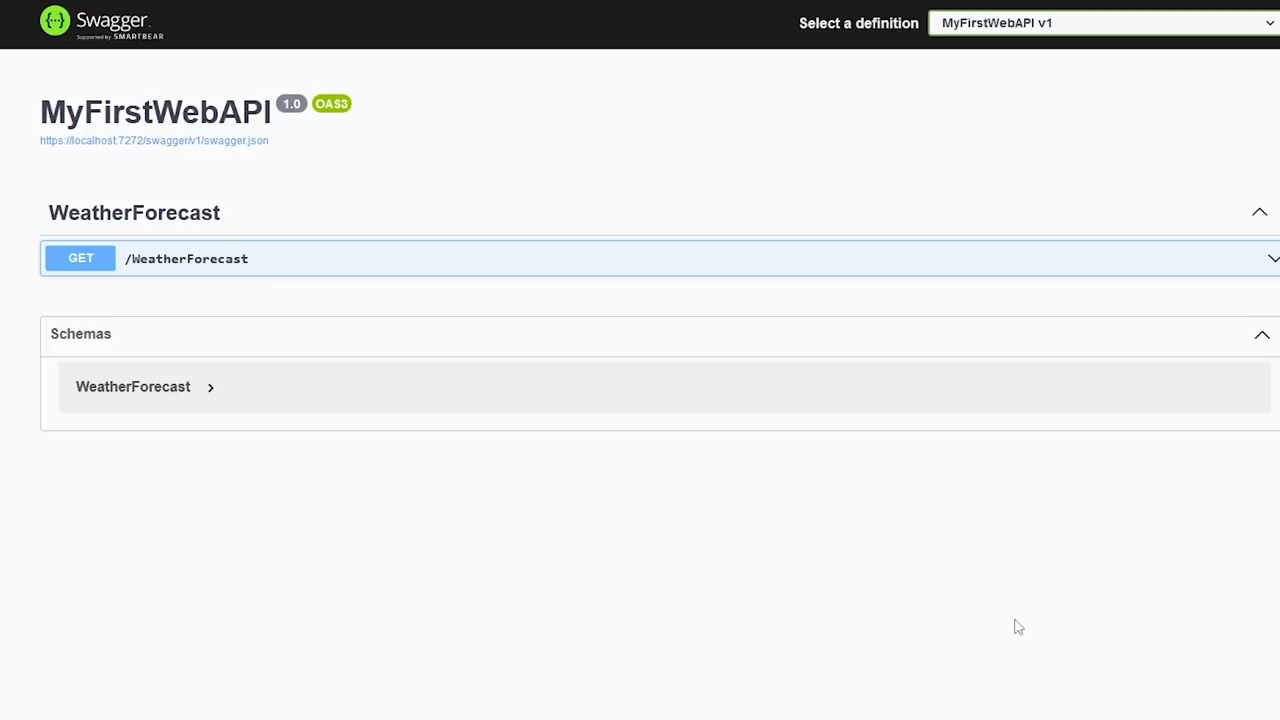 Swagger.
Supported by SMARTBEAR
Select a definition
MyFirstWebAPI v1
MyFirstWebAPI 1.0 OAS3
https://localhost:7272/swagger/v1/swagger.json
WeatherForecast
GET /WeatherForecast
Schemas
WeatherForecast